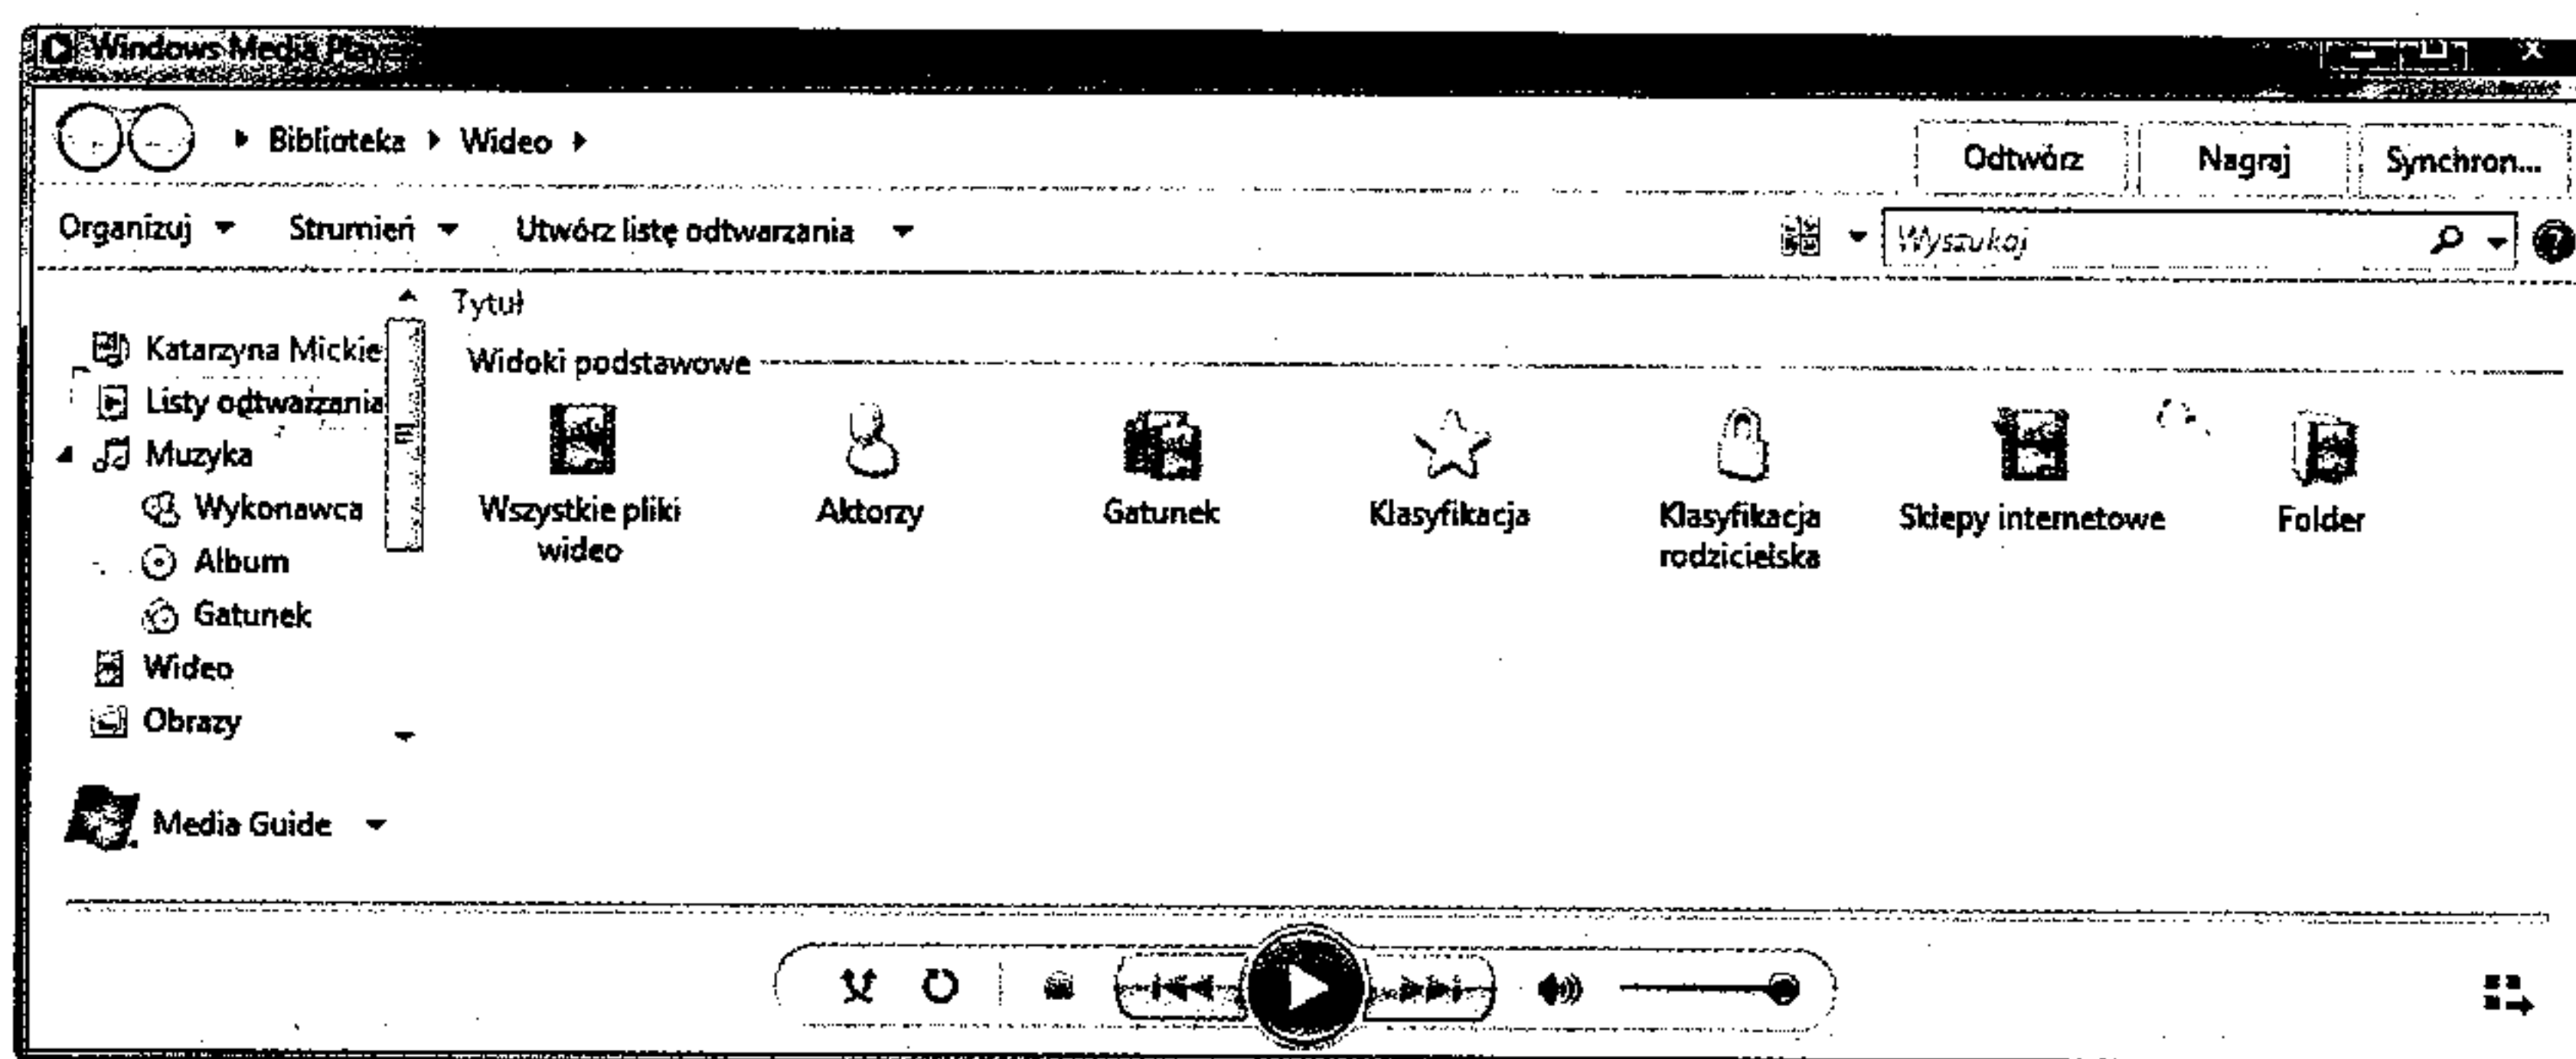 Windows Media Player
Biblioteka Wideo
Odtwórz Nagraj Synchron...
Organizuj Strumień Utwórz listę odtwarzania
Wyszukaj
Tytuł
Katarzyna Mickie
Listy odtwarzania
Muzyka
Wykonawca
Album
Gatunek
Wideo
Obrazy
Media Guide
Widoki podstawowe
Wszystkie pliki
wideo
Aktorzy
Gatunek
Klasyfikacja
Klasyfikacja
rodzicielska
Sklepy internetowe
Folder